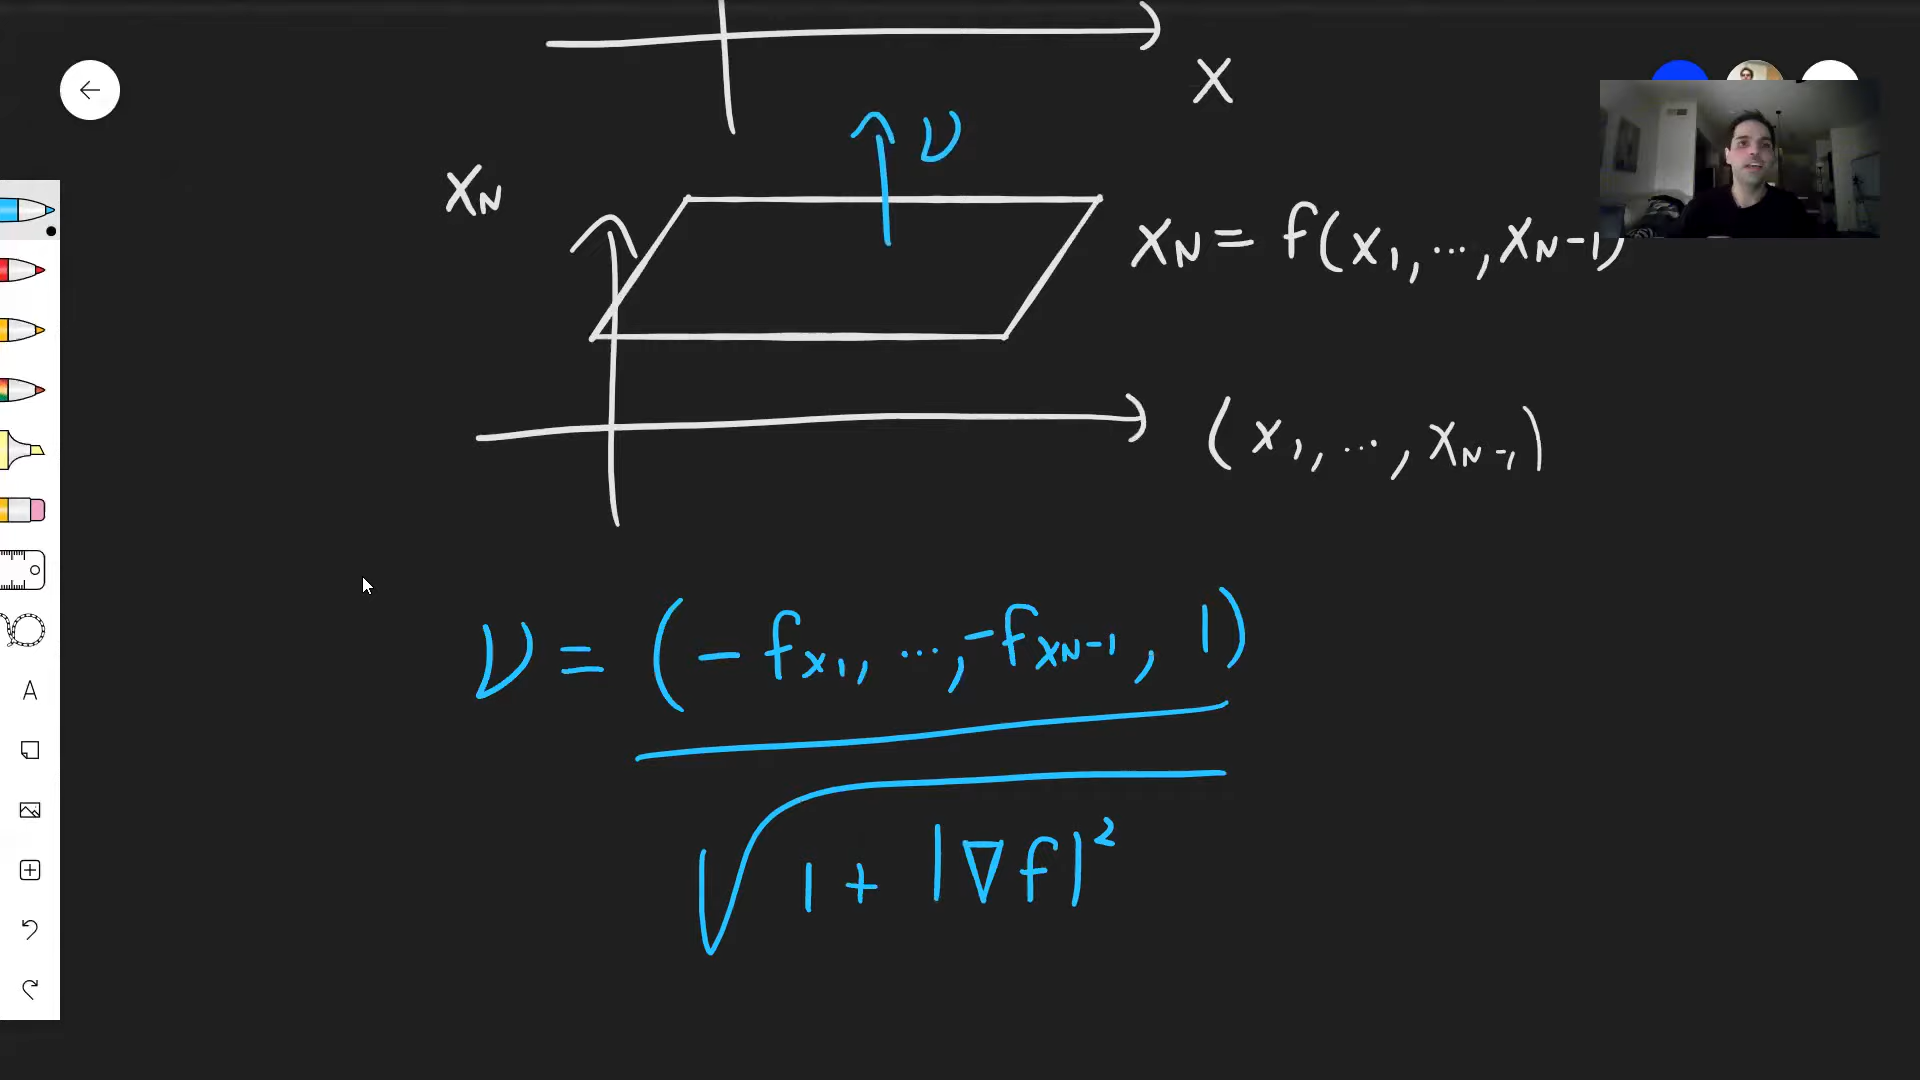 X
ν
x_N
x_N = f(x_1, ..., x_{N-1})
(x_1, ..., x_{N-1})
ν = (-f_{x_1}, ..., -f_{x_{N-1}}, 1)
√(1 + |∇f|²)
A